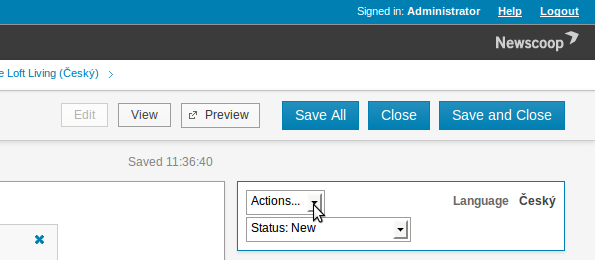 Signed in: Administrator Help Logout
Newscoop
e Loft Living (Český)
Edit View Preview Save All Close Save and Close
Saved 11:36:40
Actions... Language Český
Status: New